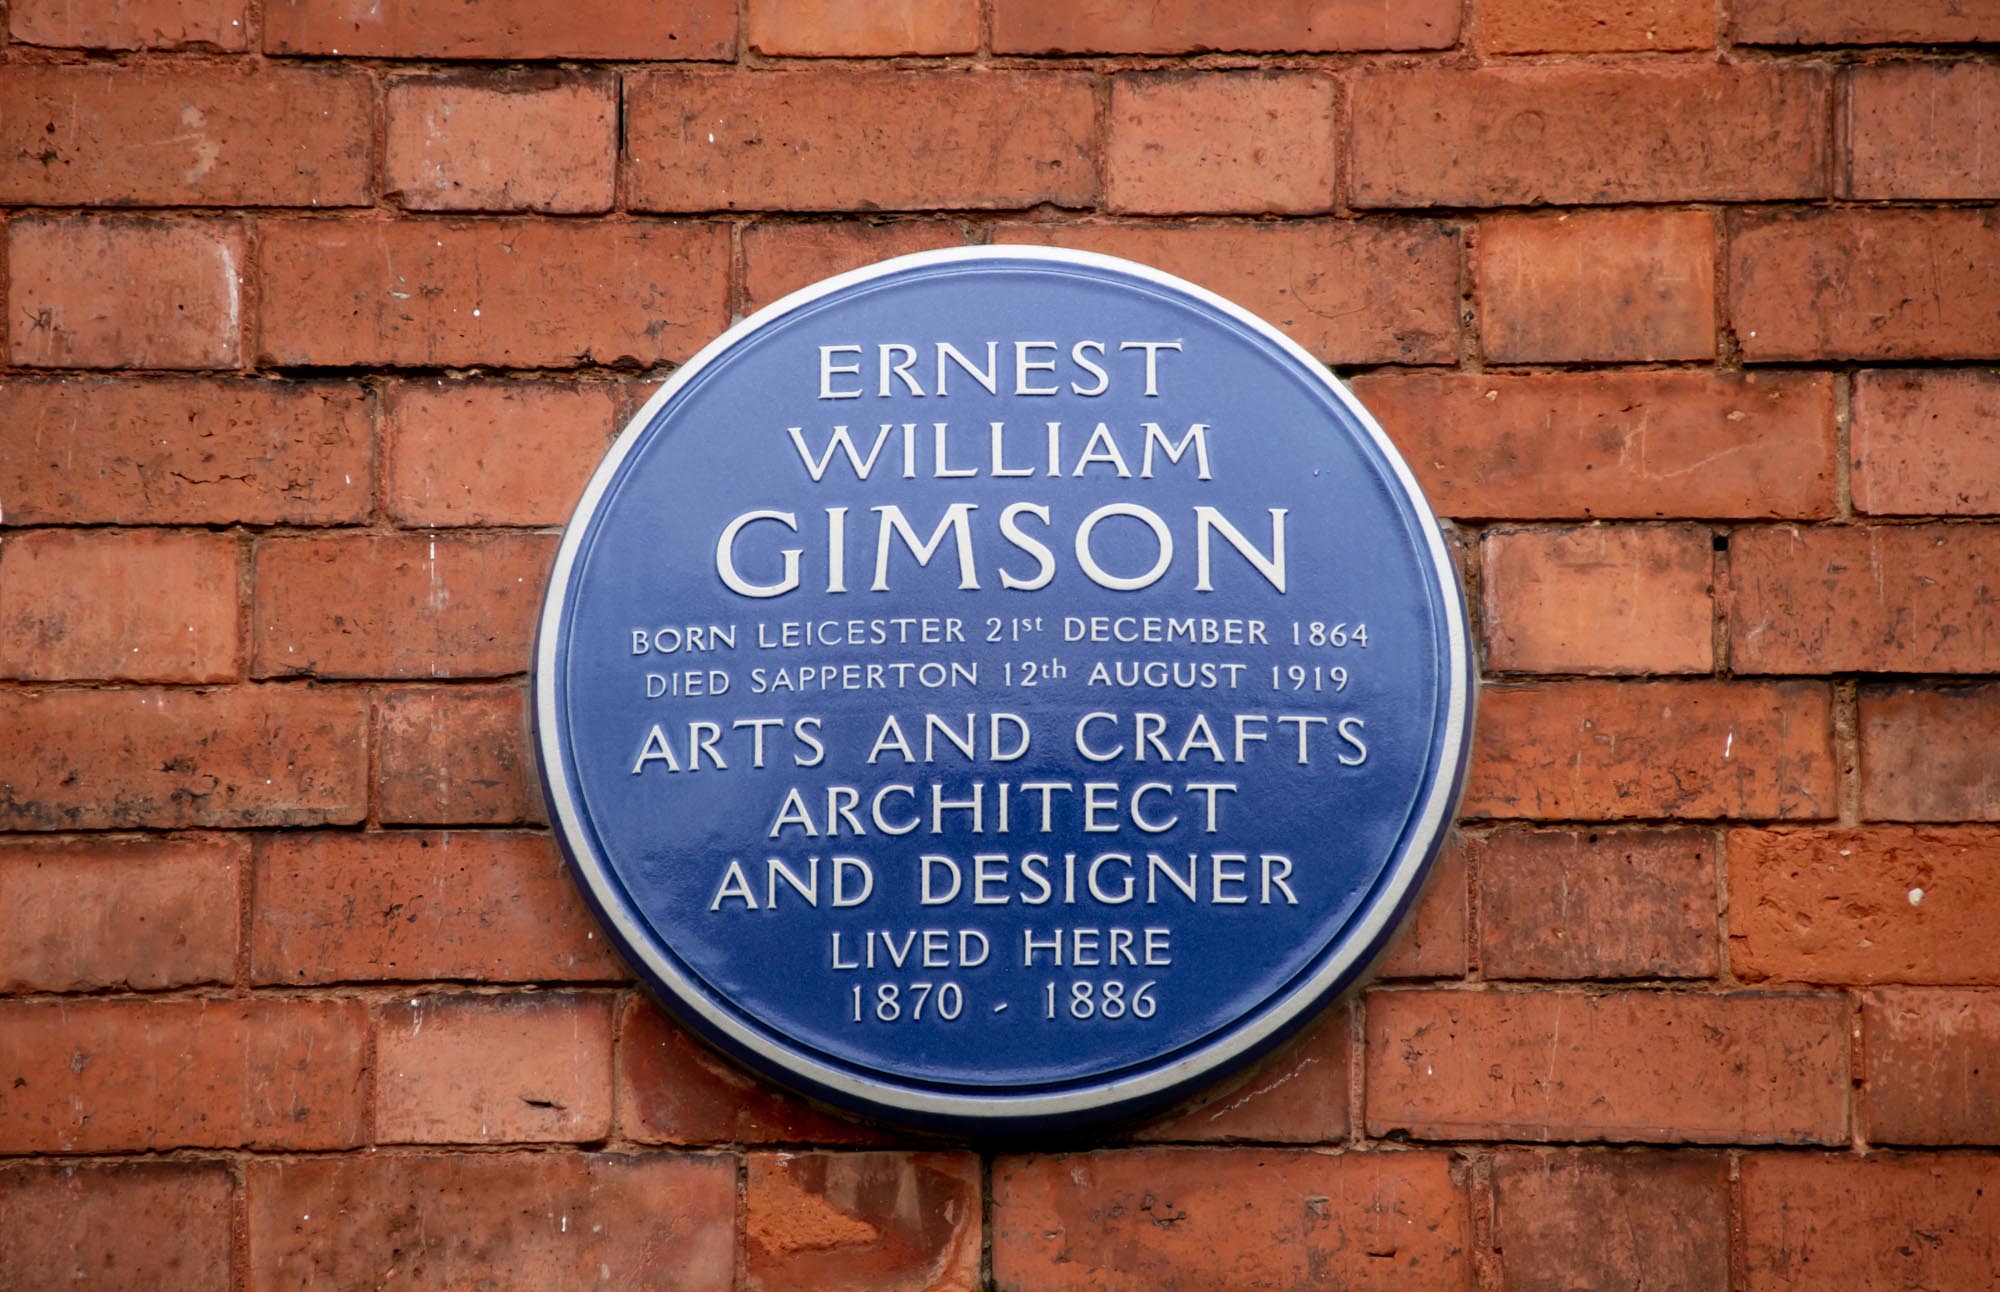 ERNEST
WILLIAM
GIMSON
BORN LEICESTER 21st DECEMBER 1864
DIED SAPPERTON 12th AUGUST 1919
ARTS AND CRAFTS
ARCHITECT
AND DESIGNER
LIVED HERE
1870 - 1886